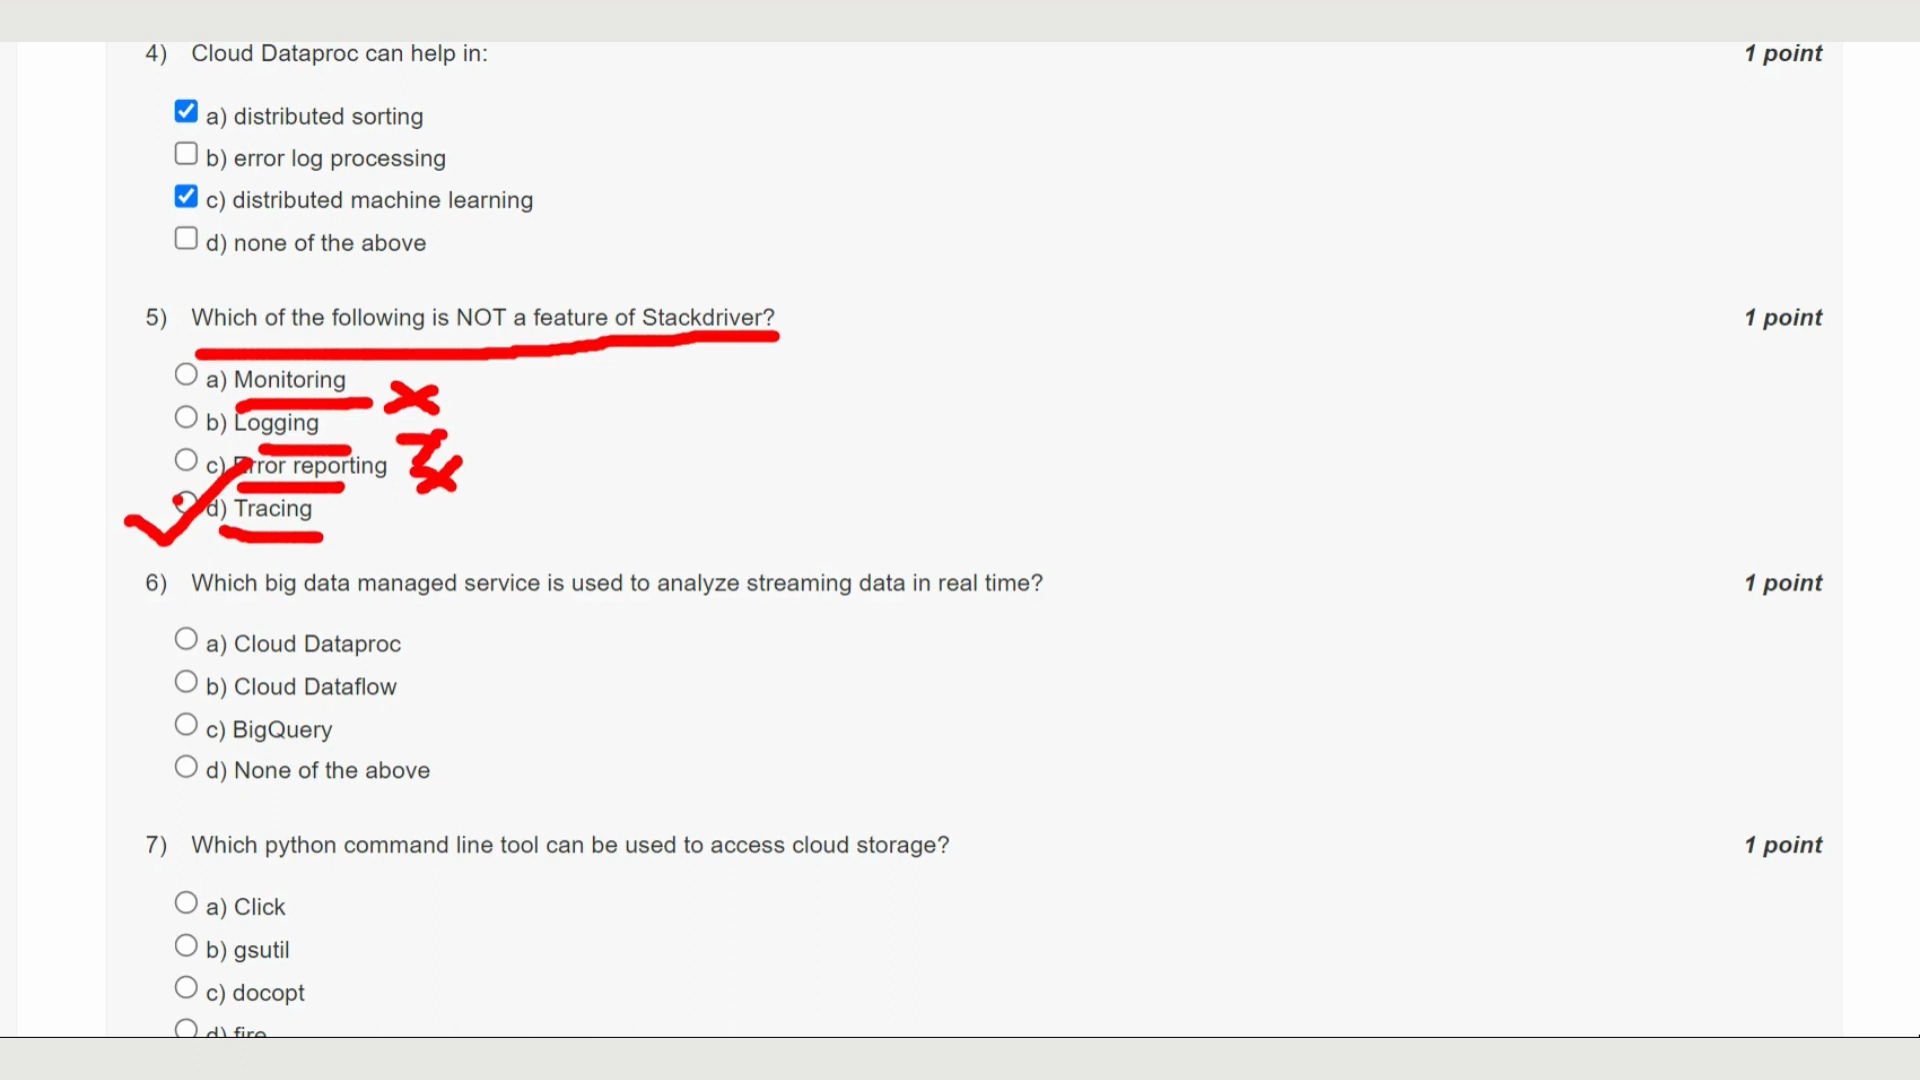 4) Cloud Dataproc can help in:
1 point
a) distributed sorting
b) error log processing
c) distributed machine learning
d) none of the above
5) Which of the following is NOT a feature of Stackdriver?
1 point
a) Monitoring
b) Logging
c) Error reporting
d) Tracing
6) Which big data managed service is used to analyze streaming data in real time?
1 point
a) Cloud Dataproc
b) Cloud Dataflow
c) BigQuery
d) None of the above
7) Which python command line tool can be used to access cloud storage?
1 point
a) Click
b) gsutil
c) docopt
d) fire